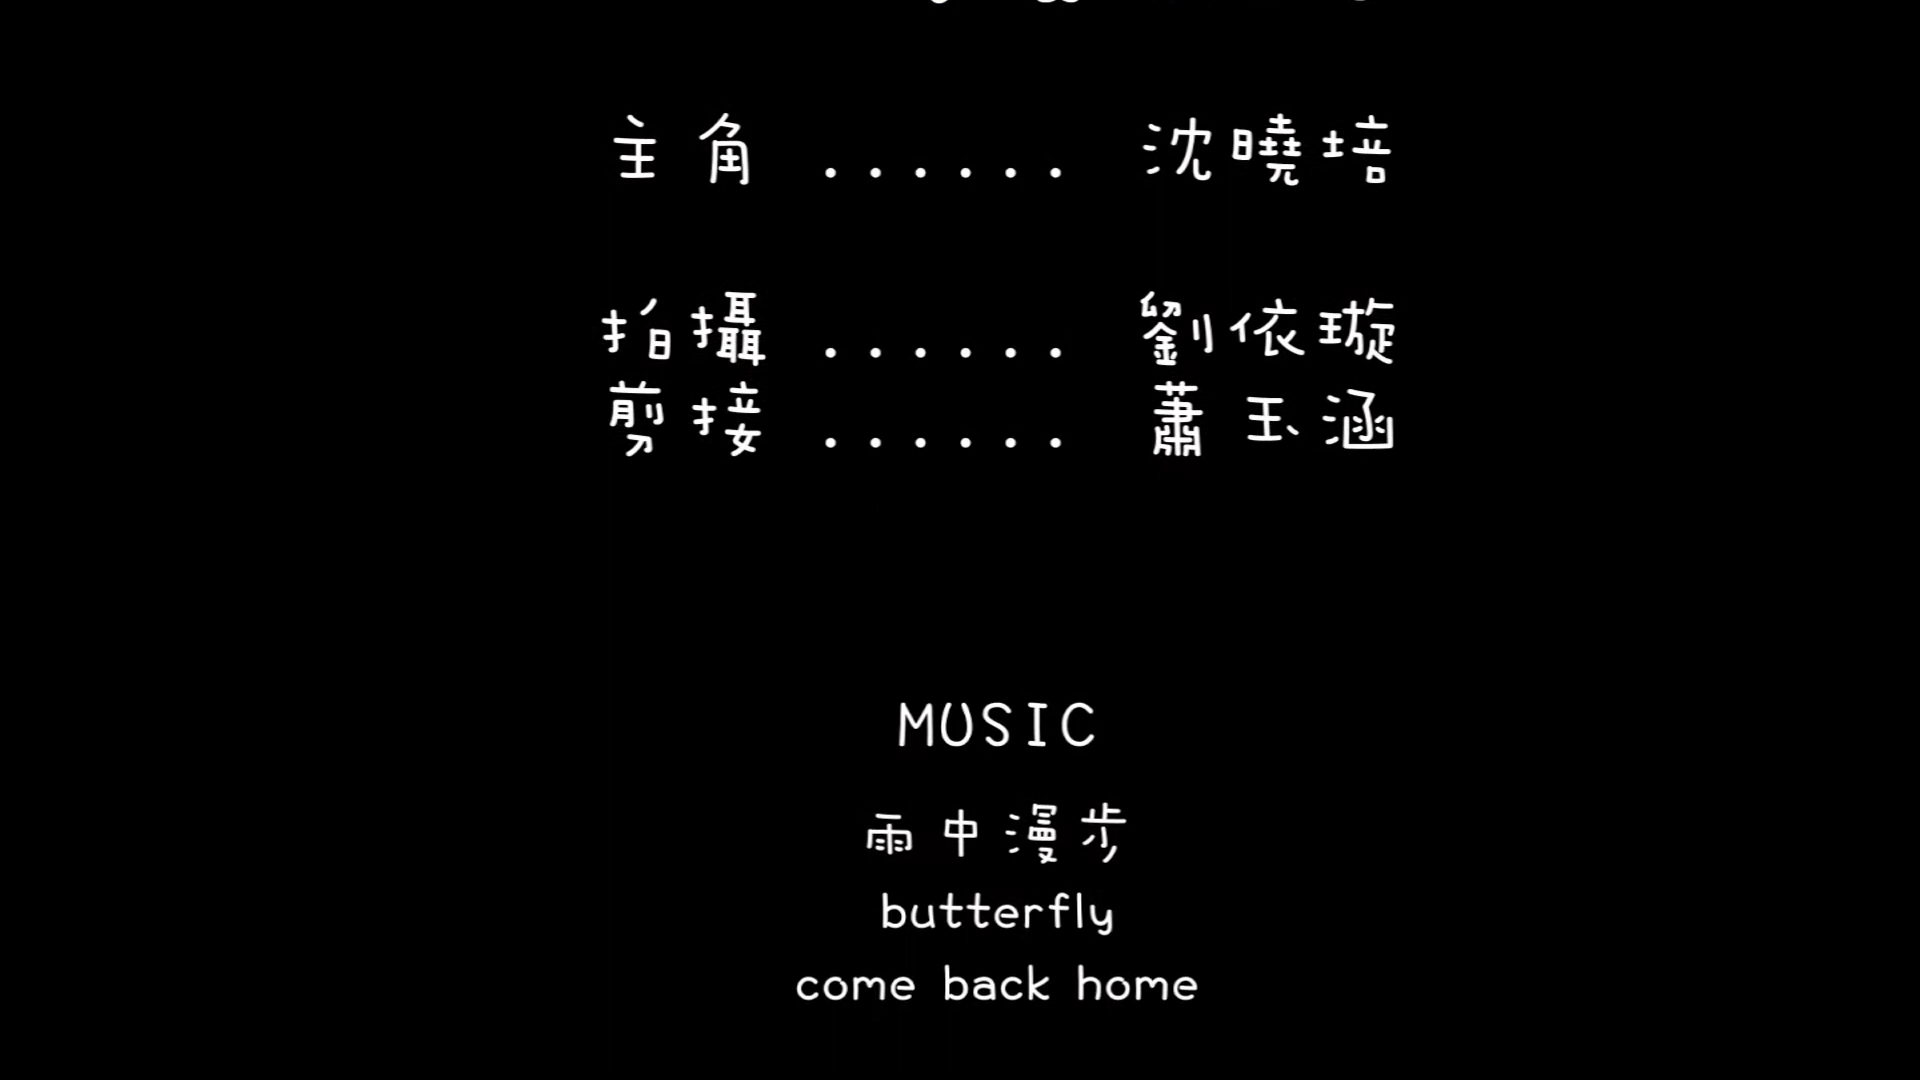 主角 ...... 沈曉培
拍攝 ...... 劉依璇
剪接 ...... 蕭玉涵
MUSIC
雨中漫步
butterfly
come back home